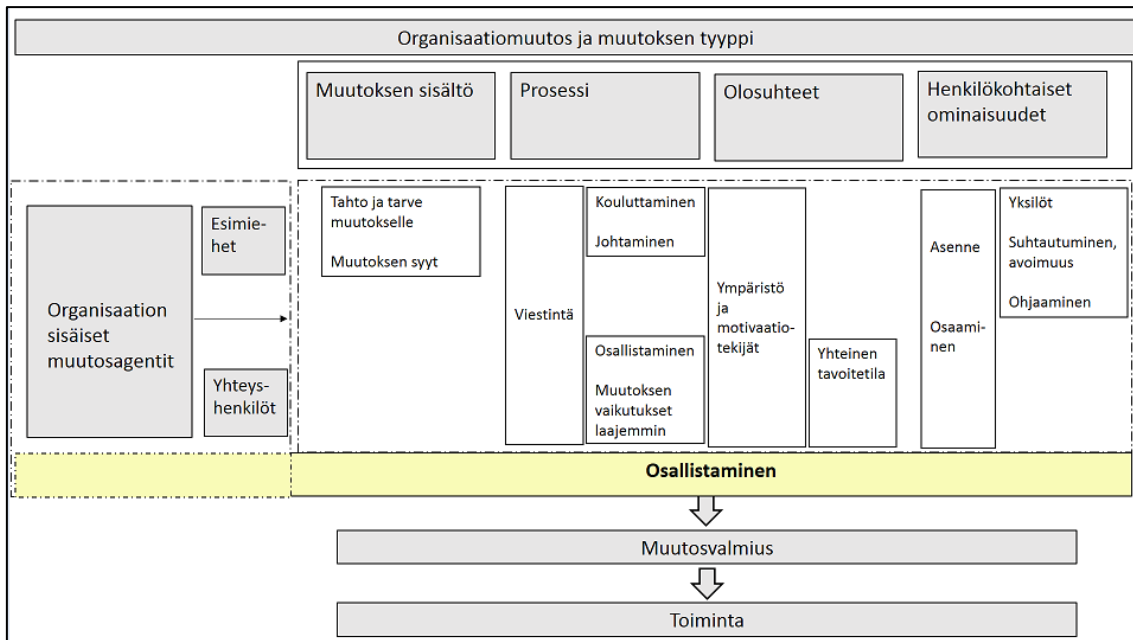 Organisaatiomuutos ja muutoksen tyyppi
Muutoksen sisältö
Prosessi
Olosuhteet
Henkilökohtaiset
ominaisuudet
Organisaation
sisäiset
muutosagentit
Esimie-
het
Yhteys-
henkilöt
Tahto ja tarve
muutokselle
Muutoksen syyt
Viestintä
Kouluttaminen
Johtaminen
Osallistaminen
Muutoksen
vaikutukset
laajemmin
Ympäristö
ja
motivaatio-
tekijät
Yhteinen
tavoitetila
Asenne
Osaami-
nen
Yksilöt
Suhtautuminen,
avoimuus
Ohjaaminen
Osallistaminen
Muutosvalmius
Toiminta